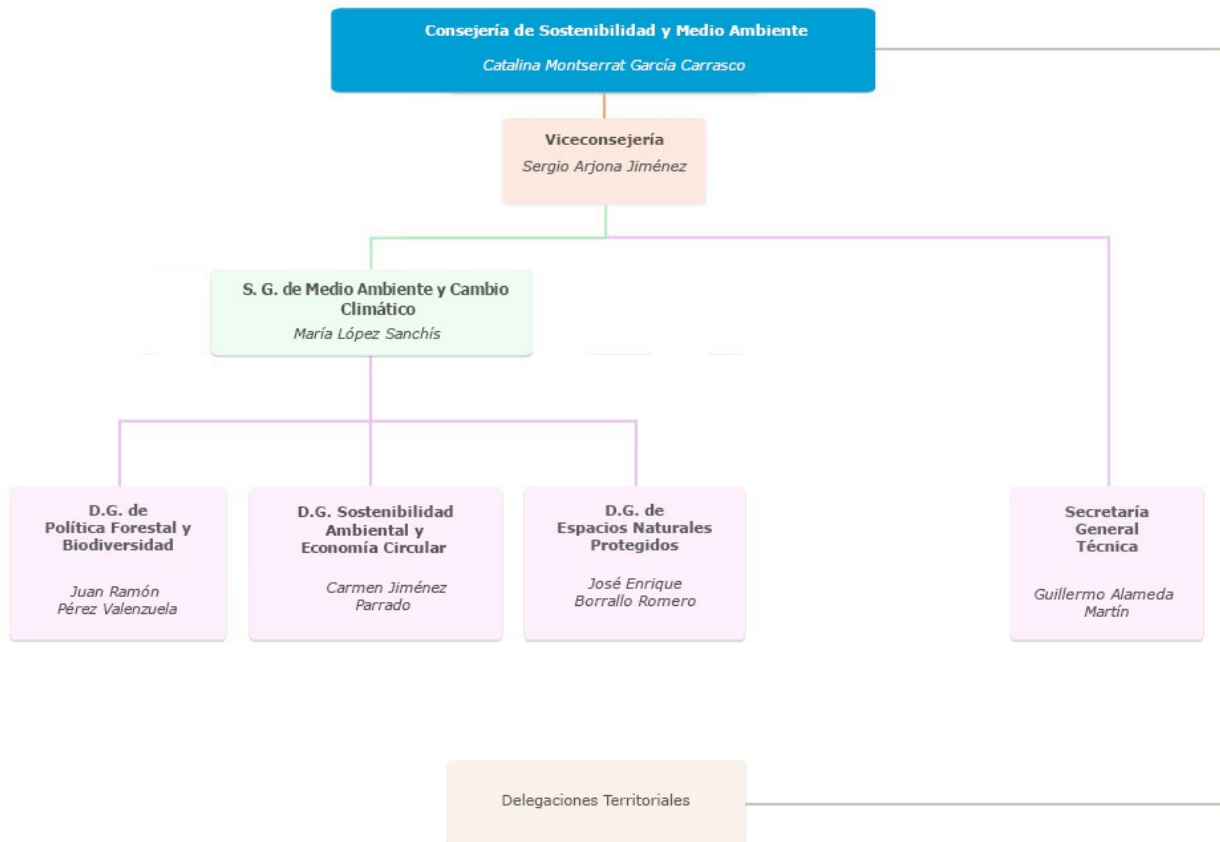 Consejería de Sostenibilidad y Medio Ambiente
Catalina Montserrat García Carrasco
Viceconsejería
Sergio Arjona Jiménez
S. G. de Medio Ambiente y Cambio
Climático
María López Sanchís
D.G. de
Política Forestal y
Biodiversidad
Juan Ramón
Pérez Valenzuela
D.G. Sostenibilidad
Ambiental y
Economía Circular
Carmen Jiménez
Parrado
D.G. de
Espacios Naturales
Protegidos
José Enrique
Borrallo Romero
Secretaría
General
Técnica
Guillermo Alameda
Martín
Delegaciones Territoriales